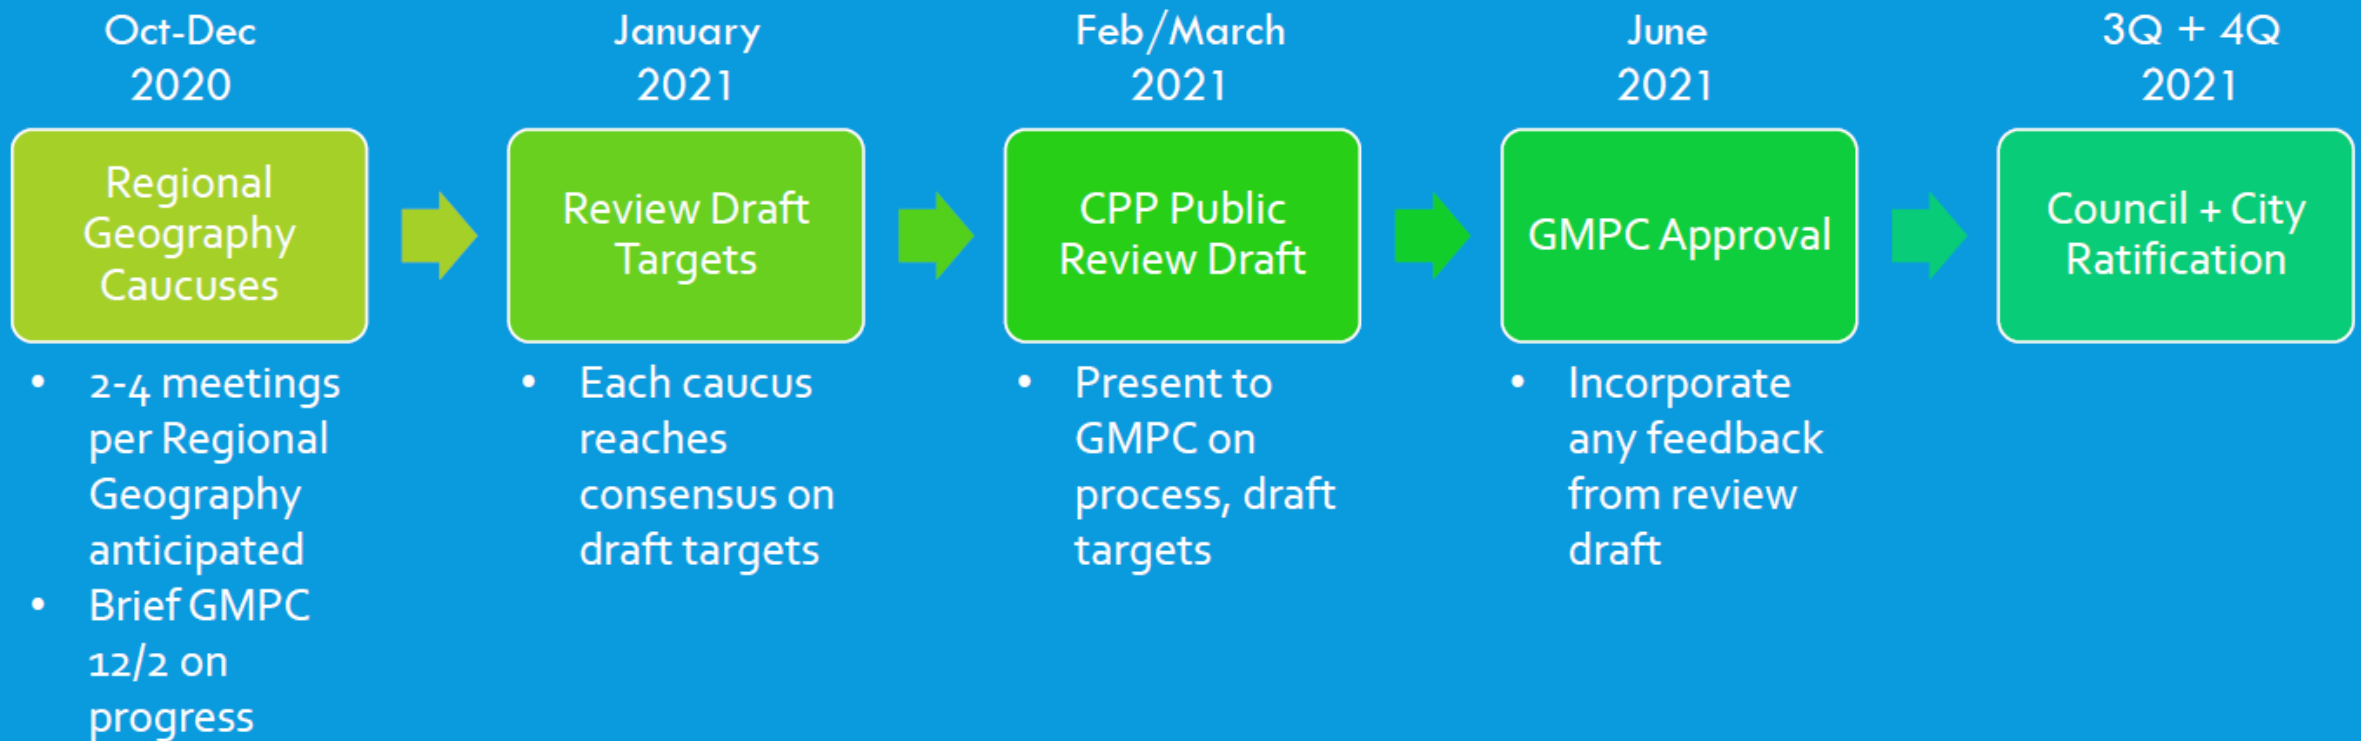 Oct-Dec
2020
January
2021
Feb/March
2021
June
2021
3Q + 4Q
2021
Regional
Geography
Caucuses
Review Draft
Targets
CPP Public
Review Draft
GMPC Approval
Council + City
Ratification
• 2-4 meetings
per Regional
Geography
anticipated
• Brief GMPC
12/2 on
progress
• Each caucus
reaches
consensus on
draft targets
• Present to
GMPC on
process, draft
targets
• Incorporate
any feedback
from review
draft